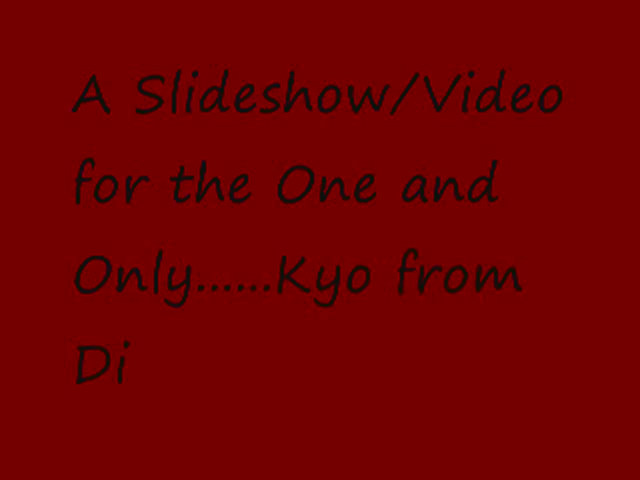 A Slideshow/Video
for the One and
Only......Kyo from
Di